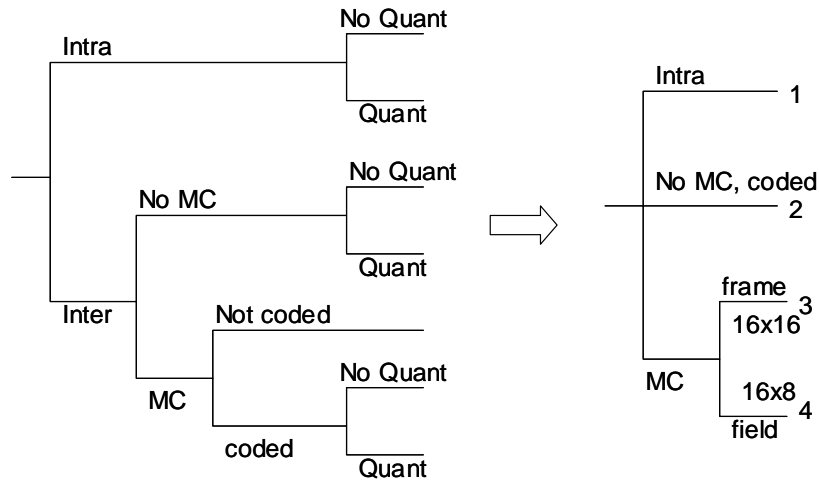 No Quant
Intra
Quant
No Quant
No MC
Quant
Inter
Not coded
No Quant
MC
coded
Quant
Intra
1
No MC, coded
2
frame
3
16x16
MC
16x8
4
field